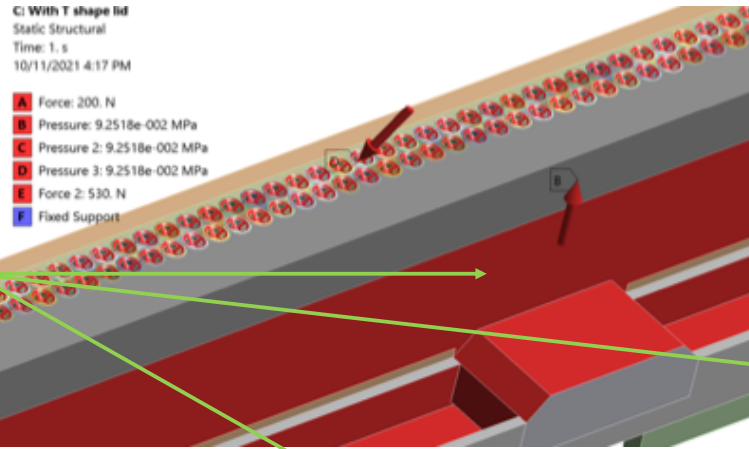 C: With T shape lid
Static Structural
Time: 1. s
10/11/2021 4:17 PM
A Force: 200. N
B Pressure: 9.2518e-002 MPa
C Pressure 2: 9.2518e-002 MPa
D Pressure 3: 9.2518e-002 MPa
E Force 2: 530. N
F Fixed Support
B